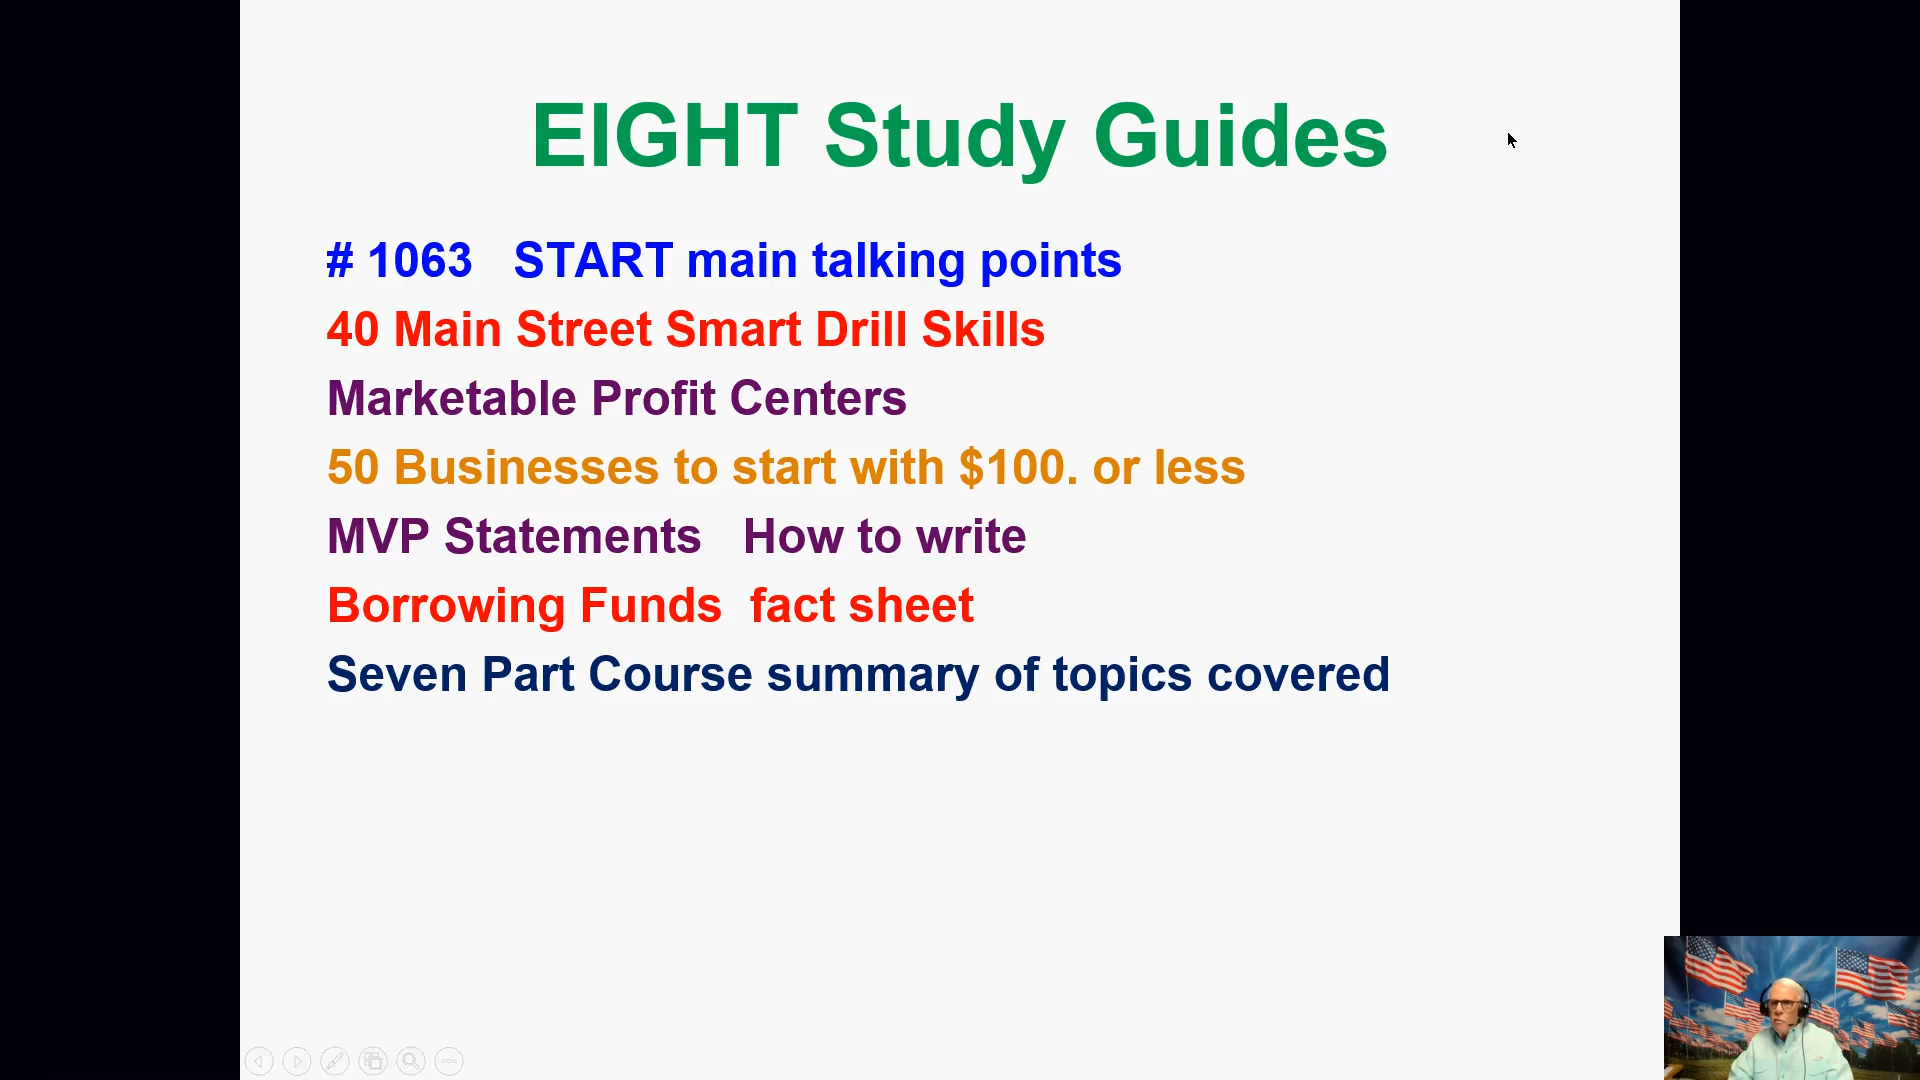 EIGHT Study Guides
# 1063 START main talking points
40 Main Street Smart Drill Skills
Marketable Profit Centers
50 Businesses to start with $100. or less
MVP Statements How to write
Borrowing Funds fact sheet
Seven Part Course summary of topics covered